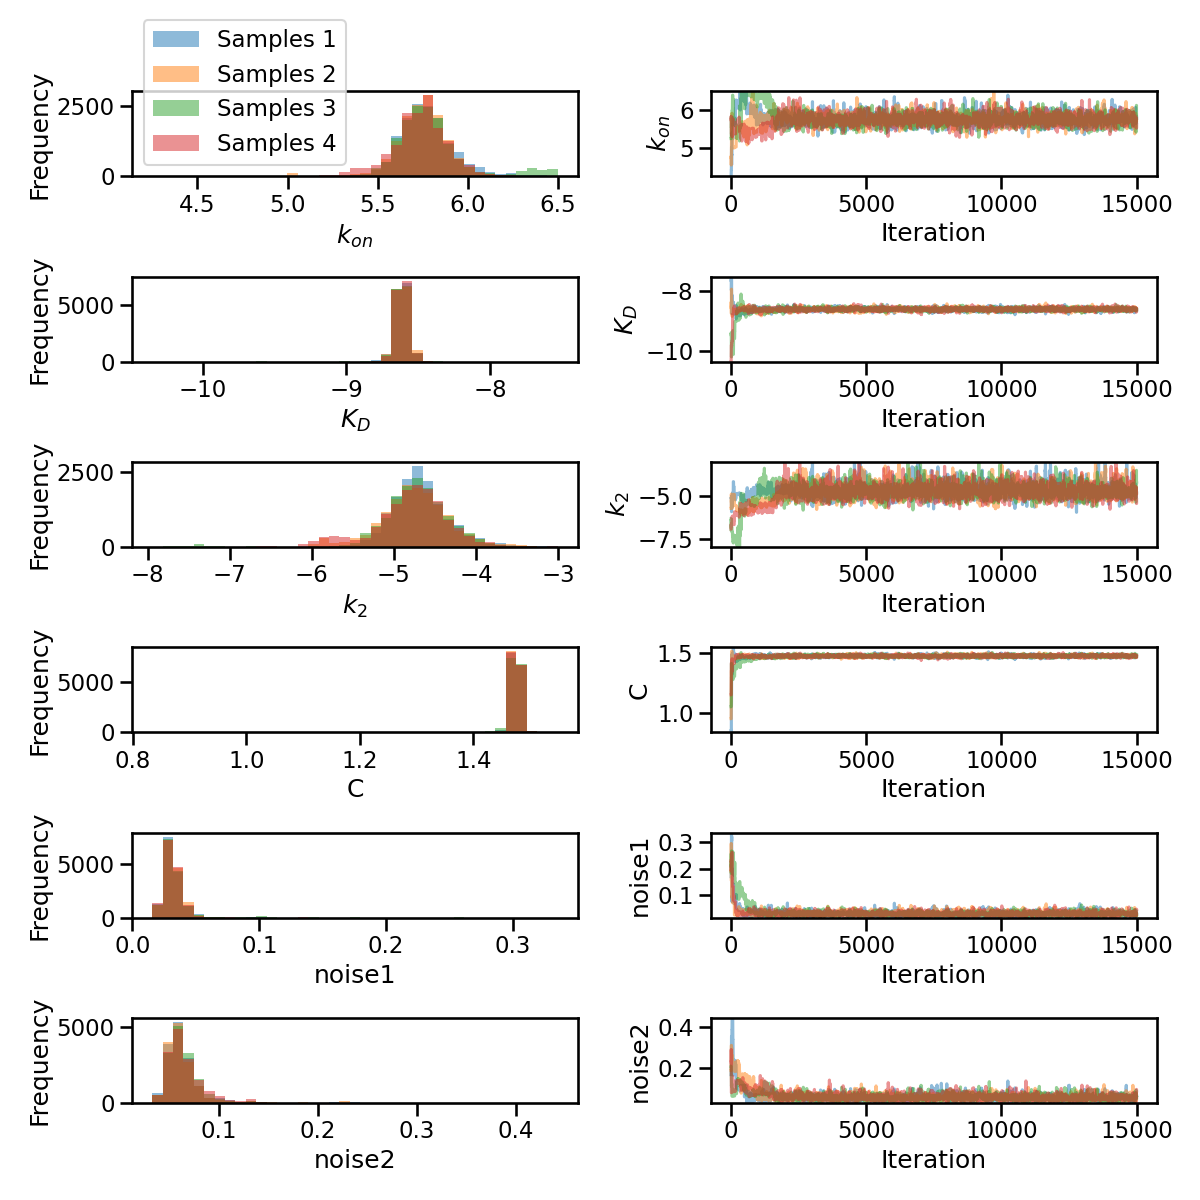 Samples 1
Samples 2
Samples 3
Samples 4
Frequency
2500
0
4.5 5.0 5.5 6.0 6.5
k_on
k_on
6
5
0 5000 10000 15000
Iteration
Frequency
5000
0
−10 −9 −8
K_D
K_D
−8
−10
0 5000 10000 15000
Iteration
Frequency
2500
0
−8 −7 −6 −5 −4 −3
k_2
k_2
−5.0
−7.5
0 5000 10000 15000
Iteration
Frequency
5000
0
0.8 1.0 1.2 1.4
C
C
1.5
1.0
0 5000 10000 15000
Iteration
Frequency
5000
0
0.0 0.1 0.2 0.3
noise1
noise1
0.3
0.2
0.1
0 5000 10000 15000
Iteration
Frequency
5000
0
0.1 0.2 0.3 0.4
noise2
noise2
0.4
0.2
0 5000 10000 15000
Iteration